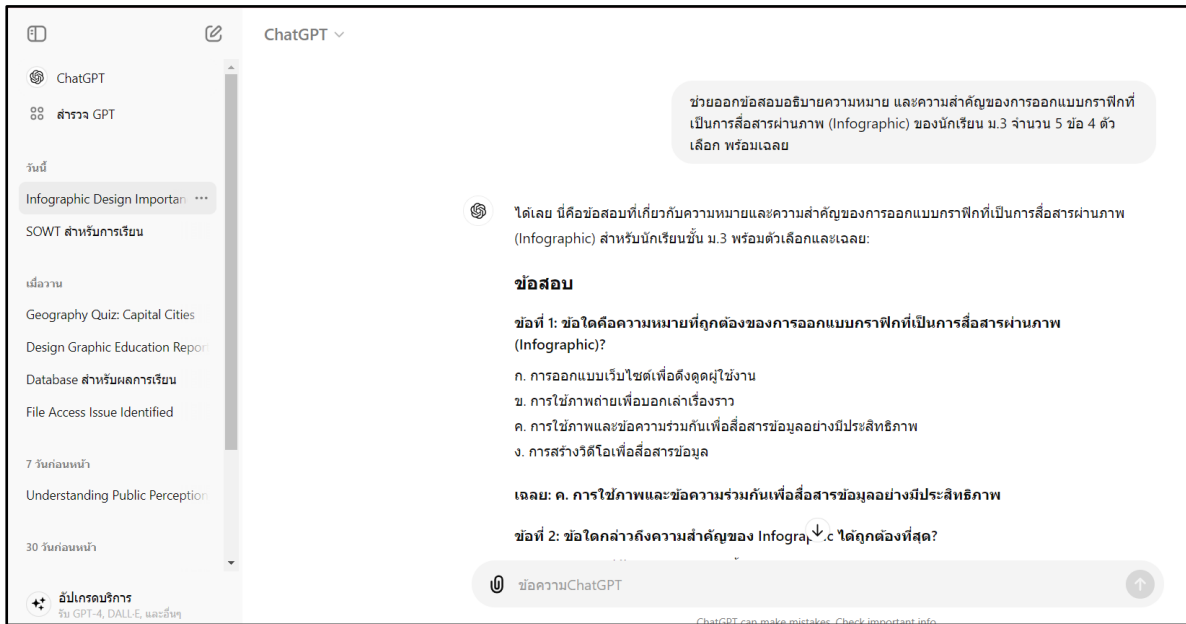 ChatGPT
สำรวจ GPT
วันนี้
Infographic Design Importan
SOWT สำหรับการเรียน
เมื่อวาน
Geography Quiz: Capital Cities
Design Graphic Education Repor
Database สำหรับผลการเรียน
File Access Issue Identified
7 วันก่อนหน้า
Understanding Public Perception
30 วันก่อนหน้า
อัปเกรดบริการ
รับ GPT-4, DALL-E, และอื่นๆ
ChatGPT
ช่วยออกข้อสอบอธิบายความหมาย และความสำคัญของการออกแบบกราฟิกที่
เป็นการสื่อสารผ่านภาพ (Infographic) ของนักเรียน ม.3 จำนวน 5 ข้อ 4 ตัว
เลือก พร้อมเฉลย
ได้เลย นี่คือข้อสอบที่เกี่ยวกับความหมายและความสำคัญของการออกแบบกราฟิกที่เป็นการสื่อสารผ่านภาพ
(Infographic) สำหรับนักเรียนชั้น ม.3 พร้อมตัวเลือกและเฉลย:
ข้อสอบ
ข้อที่ 1: ข้อใดคือความหมายที่ถูกต้องของการออกแบบกราฟิกที่เป็นการสื่อสารผ่านภาพ
(Infographic)?
ก. การออกแบบเว็บไซต์เพื่อดึงดูดผู้ใช้งาน
ข. การใช้ภาพถ่ายเพื่อบอกเล่าเรื่องราว
ค. การใช้ภาพและข้อความร่วมกันเพื่อสื่อสารข้อมูลอย่างมีประสิทธิภาพ
ง. การสร้างวิดีโอเพื่อสื่อสารข้อมูล
เฉลย: ค. การใช้ภาพและข้อความร่วมกันเพื่อสื่อสารข้อมูลอย่างมีประสิทธิภาพ
ข้อที่ 2: ข้อใดกล่าวถึงความสำคัญของ Infographic ได้ถูกต้องที่สุด?
ข้อความChatGPT
ChatGPT can make mistakes. Check important info.